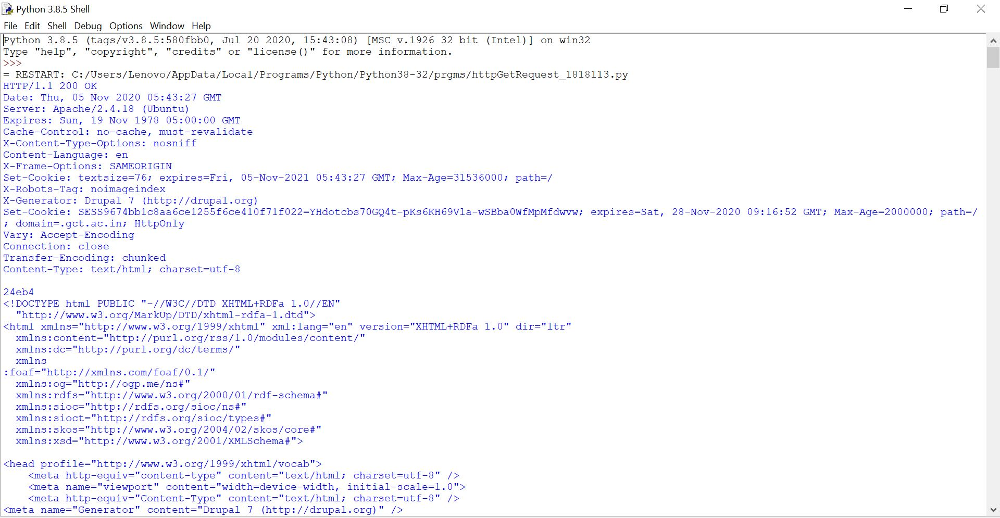 Python 3.8.5 Shell
File Edit Shell Debug Options Window Help
Python 3.8.5 (tags/v3.8.5:580fbb0, Jul 20 2020, 15:43:08) [MSC v.1926 32 bit (Intel)] on win32
Type "help", "copyright", "credits" or "license()" for more information.
>>>
= RESTART: C:/Users/Lenovo/AppData/Local/Programs/Python/Python38-32/prgms/httpGetRequest_1818113.py
HTTP/1.1 200 OK
Date: Thu, 05 Nov 2020 05:43:27 GMT
Server: Apache/2.4.18 (Ubuntu)
Expires: Sun, 19 Nov 1978 05:00:00 GMT
Cache-Control: no-cache, must-revalidate
X-Content-Type-Options: nosniff
Content-Language: en
X-Frame-Options: SAMEORIGIN
Set-Cookie: textsize=76; expires=Fri, 05-Nov-2021 05:43:27 GMT; Max-Age=31536000; path=/
X-Robots-Tag: noimageindex
X-Generator: Drupal 7 (http://drupal.org)
Set-Cookie: SESS9674bb1c8aa6ce1255f6ce410f71f022=YHdotcbs70GQ4t-pKs6KH69Vla-wSBba0WfMpMfdwvw; expires=Sat, 28-Nov-2020 09:16:52 GMT; Max-Age=2000000; path=/
; domain=.gct.ac.in; HttpOnly
Vary: Accept-Encoding
Connection: close
Transfer-Encoding: chunked
Content-Type: text/html; charset=utf-8

24eb4
<!DOCTYPE html PUBLIC "-//W3C//DTD XHTML+RDFa 1.0//EN"
  "http://www.w3.org/MarkUp/DTD/xhtml-rdfa-1.dtd">
<html xmlns="http://www.w3.org/1999/xhtml" xml:lang="en" version="XHTML+RDFa 1.0" dir="ltr"
  xmlns:content="http://purl.org/rss/1.0/modules/content/"
  xmlns:dc="http://purl.org/dc/terms/"
  xmlns
:foaf="http://xmlns.com/foaf/0.1/"
  xmlns:og="http://ogp.me/ns#"
  xmlns:rdfs="http://www.w3.org/2000/01/rdf-schema#"
  xmlns:sioc="http://rdfs.org/sioc/ns#"
  xmlns:sioct="http://rdfs.org/sioc/types#"
  xmlns:skos="http://www.w3.org/2004/02/skos/core#"
  xmlns:xsd="http://www.w3.org/2001/XMLSchema#">

<head profile="http://www.w3.org/1999/xhtml/vocab">
    <meta http-equiv="content-type" content="text/html; charset=utf-8" />
    <meta name="viewport" content="width=device-width, initial-scale=1.0">
    <meta http-equiv="Content-Type" content="text/html; charset=utf-8" />
<meta name="Generator" content="Drupal 7 (http://drupal.org)" />